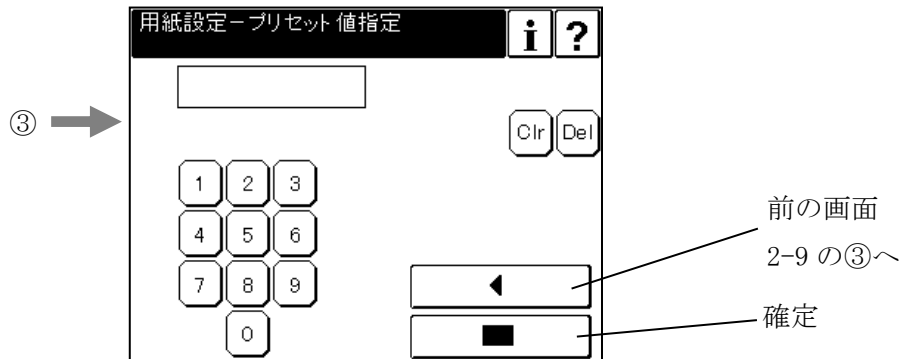 用紙設定－プリセット値指定
i ?
③
Clr Del
1 2 3
4 5 6
7 8 9
0
前の画面
2-9 の③へ
確定